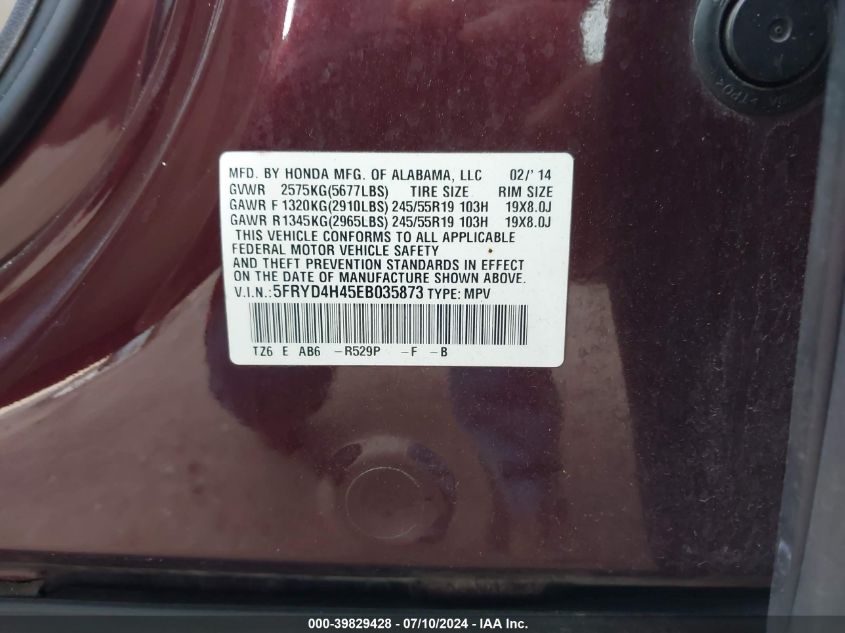 MFD. BY HONDA MFG. OF ALABAMA, LLC 02/' 14
GVWR 2575KG(5677LBS) TIRE SIZE RIM SIZE
GAWR F 1320KG(2910LBS) 245/55R19 103H 19X8.0J
GAWR R1345KG(2965LBS) 245/55R19 103H 19X8.0J
THIS VEHICLE CONFORMS TO ALL APPLICABLE
FEDERAL MOTOR VEHICLE SAFETY
AND THEFT PREVENTION STANDARDS IN EFFECT
ON THE DATE OF MANUFACTURE SHOWN ABOVE.
V.I.N.: 5FRYD4H45EB035873 TYPE: MPV
TZ6 E AB6 -R529P -F -B
000-39829428 - 07/10/2024 - IAA Inc.